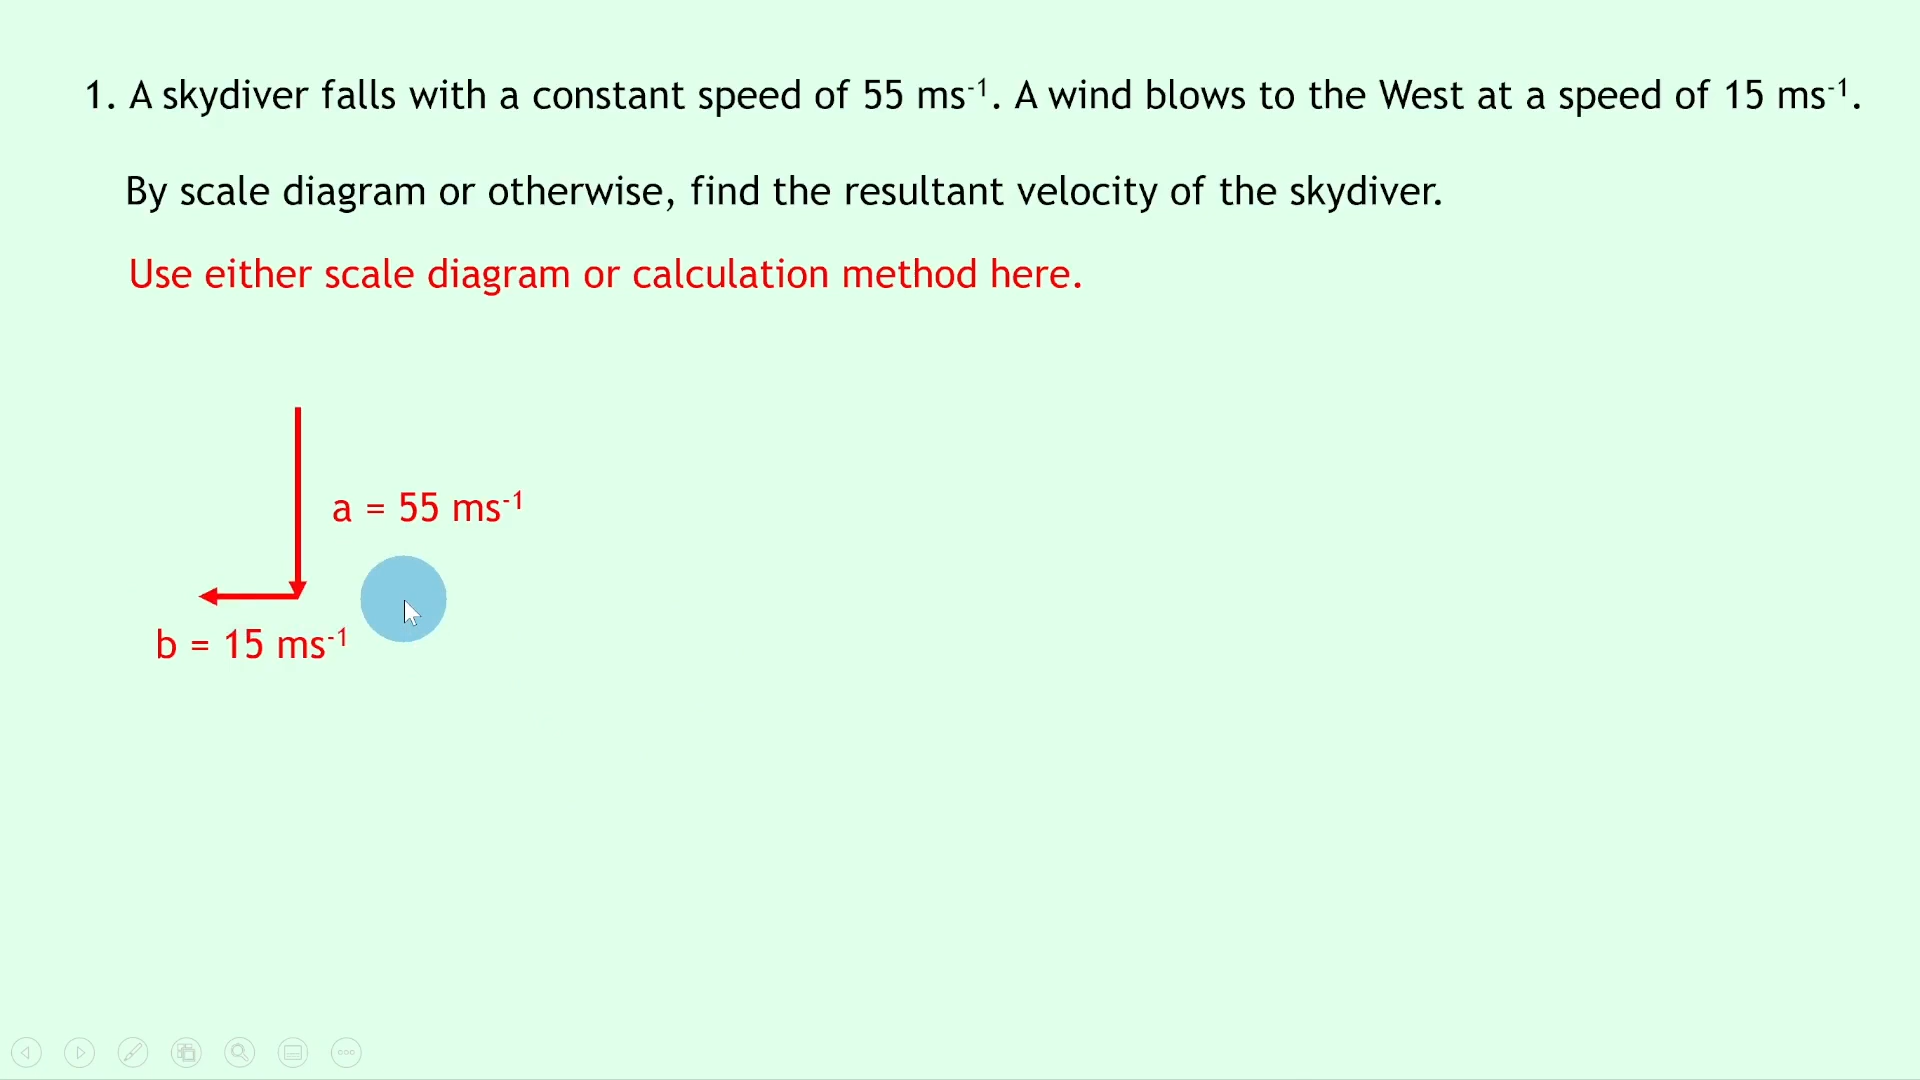 1. A skydiver falls with a constant speed of 55 ms⁻¹. A wind blows to the West at a speed of 15 ms⁻¹.
By scale diagram or otherwise, find the resultant velocity of the skydiver.
Use either scale diagram or calculation method here.
a = 55 ms⁻¹
b = 15 ms⁻¹